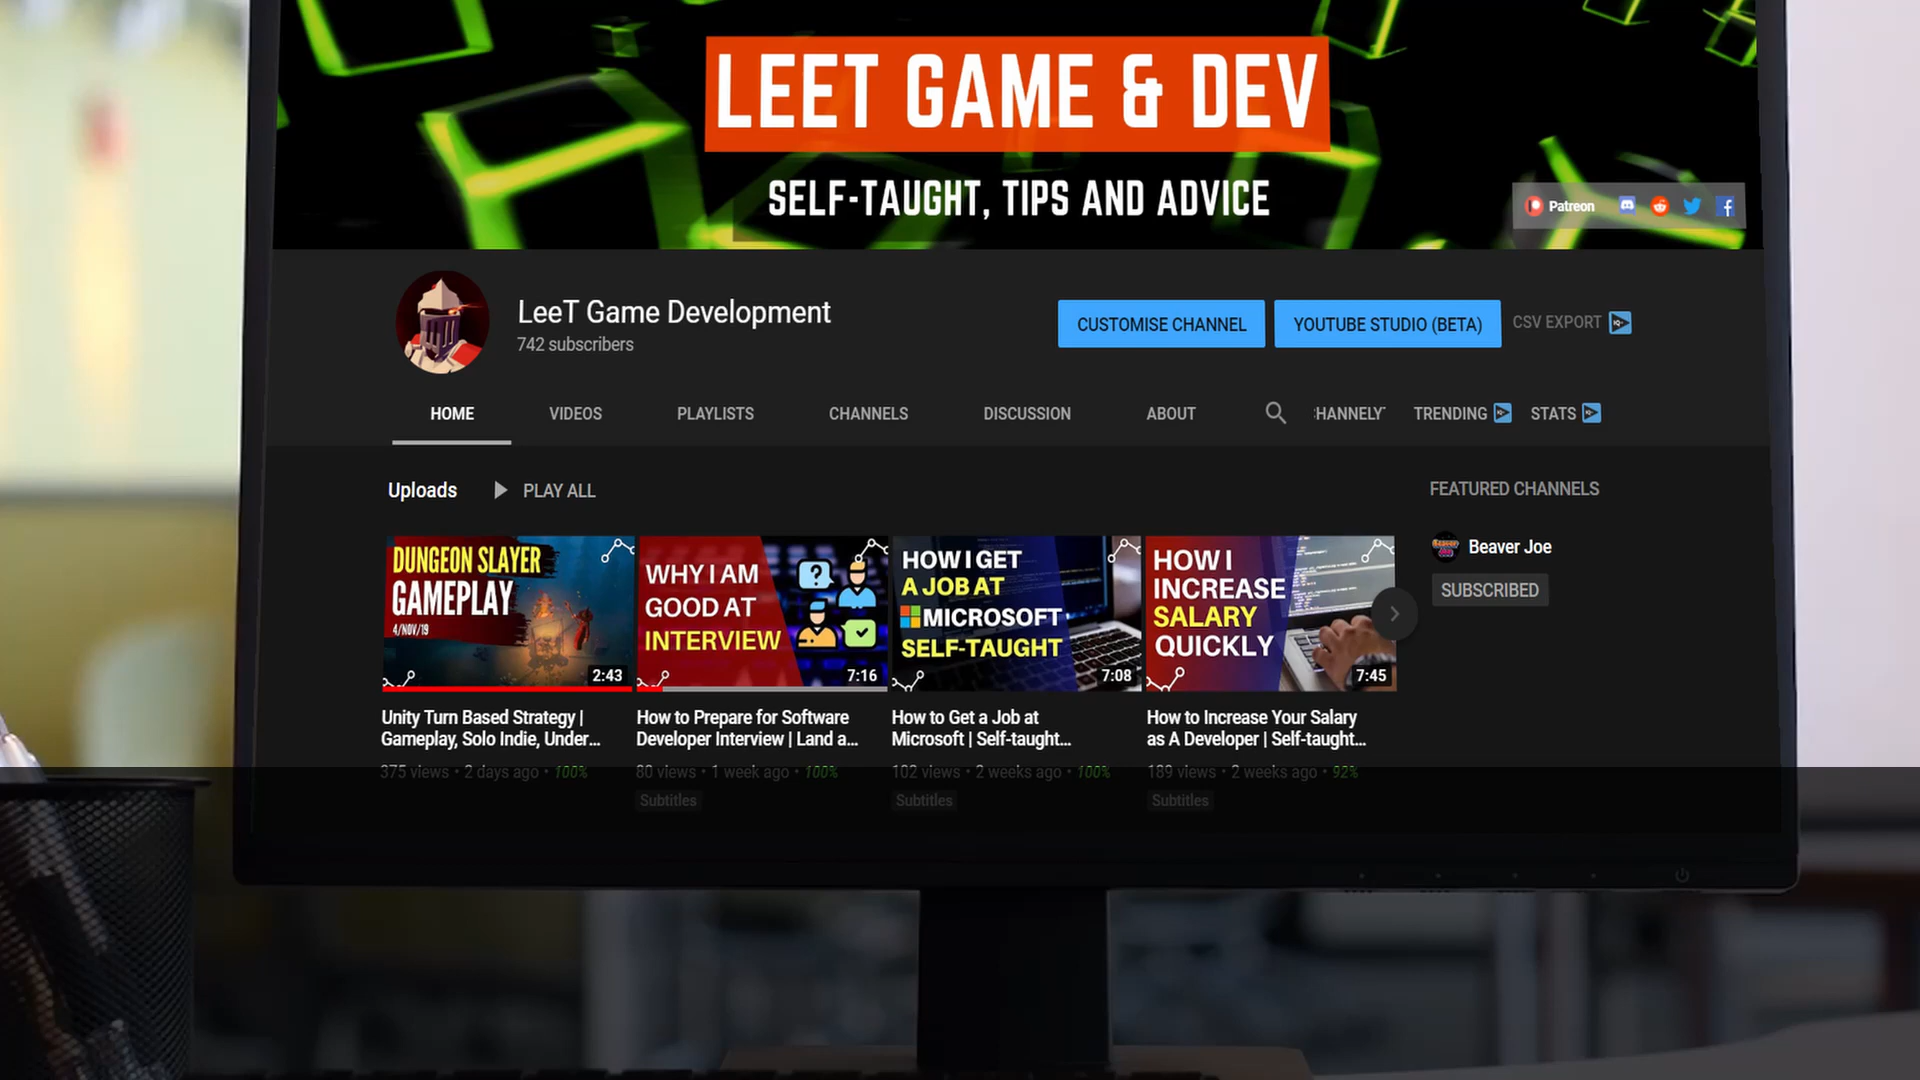 LEET GAME & DEV
SELF-TAUGHT, TIPS AND ADVICE
Patreon
LeeT Game Development
742 subscribers
CUSTOMISE CHANNEL
YOUTUBE STUDIO (BETA)
CSV EXPORT
HOME VIDEOS PLAYLISTS CHANNELS DISCUSSION ABOUT HANNELY TRENDING STATS
Uploads PLAY ALL
DUNGEON SLAYER
GAMEPLAY
4/NOV/19
2:43
Unity Turn Based Strategy |
Gameplay, Solo Indie, Under...
375 views • 2 days ago • 100%
WHY I AM
GOOD AT
INTERVIEW
7:16
How to Prepare for Software
Developer Interview | Land a...
80 views • 1 week ago • 100%
Subtitles
HOW I GET
A JOB AT
MICROSOFT
SELF-TAUGHT
7:08
How to Get a Job at
Microsoft | Self-taught...
102 views • 2 weeks ago • 100%
Subtitles
HOW I
INCREASE
SALARY
QUICKLY
7:45
How to Increase Your Salary
as A Developer | Self-taught...
189 views • 2 weeks ago • 92%
Subtitles
FEATURED CHANNELS
Beaver Joe
SUBSCRIBED